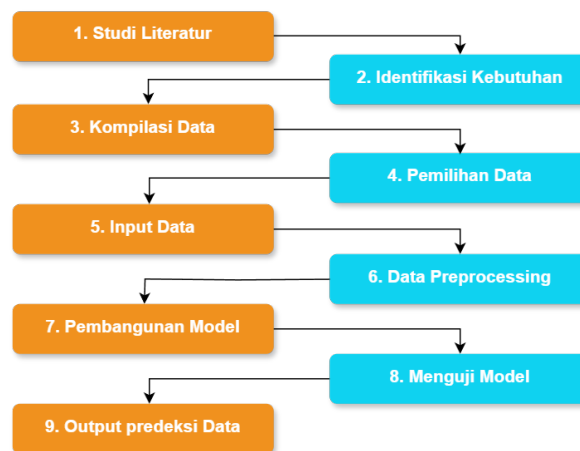 1. Studi Literatur
2. Identifikasi Kebutuhan
3. Kompilasi Data
4. Pemilihan Data
5. Input Data
6. Data Preprocessing
7. Pembangunan Model
8. Menguji Model
9. Output predeksi Data